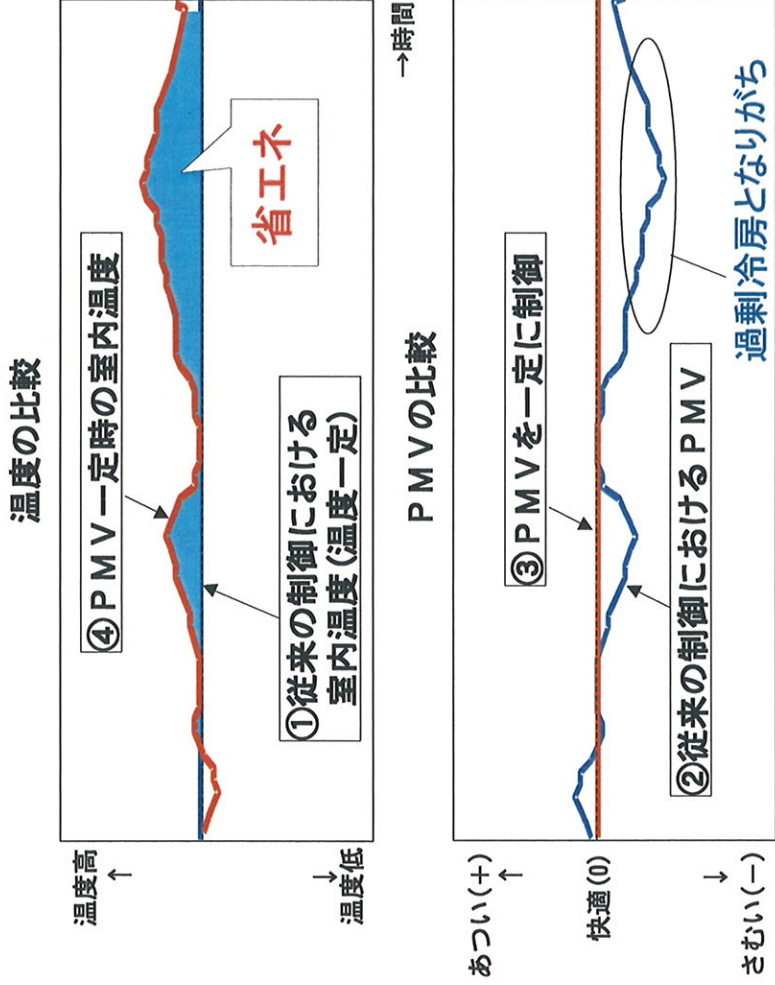 温度の比較
温度高
↑
↓
温度低
④ＰＭＶ一定時の室内温度
省エネ
①従来の制御における
室内温度(温度一定)
→時間
ＰＭＶの比較
あつい(＋)
↑
快適(0)
↓
さむい(－)
③ＰＭＶを一定に制御
②従来の制御におけるＰＭＶ
過剰冷房となりがち